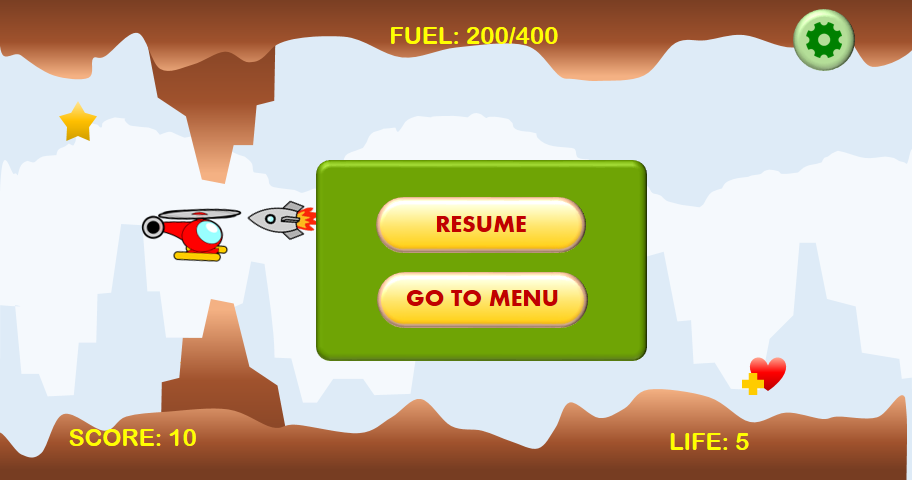 FUEL: 200/400
RESUME
GO TO MENU
SCORE: 10
LIFE: 5